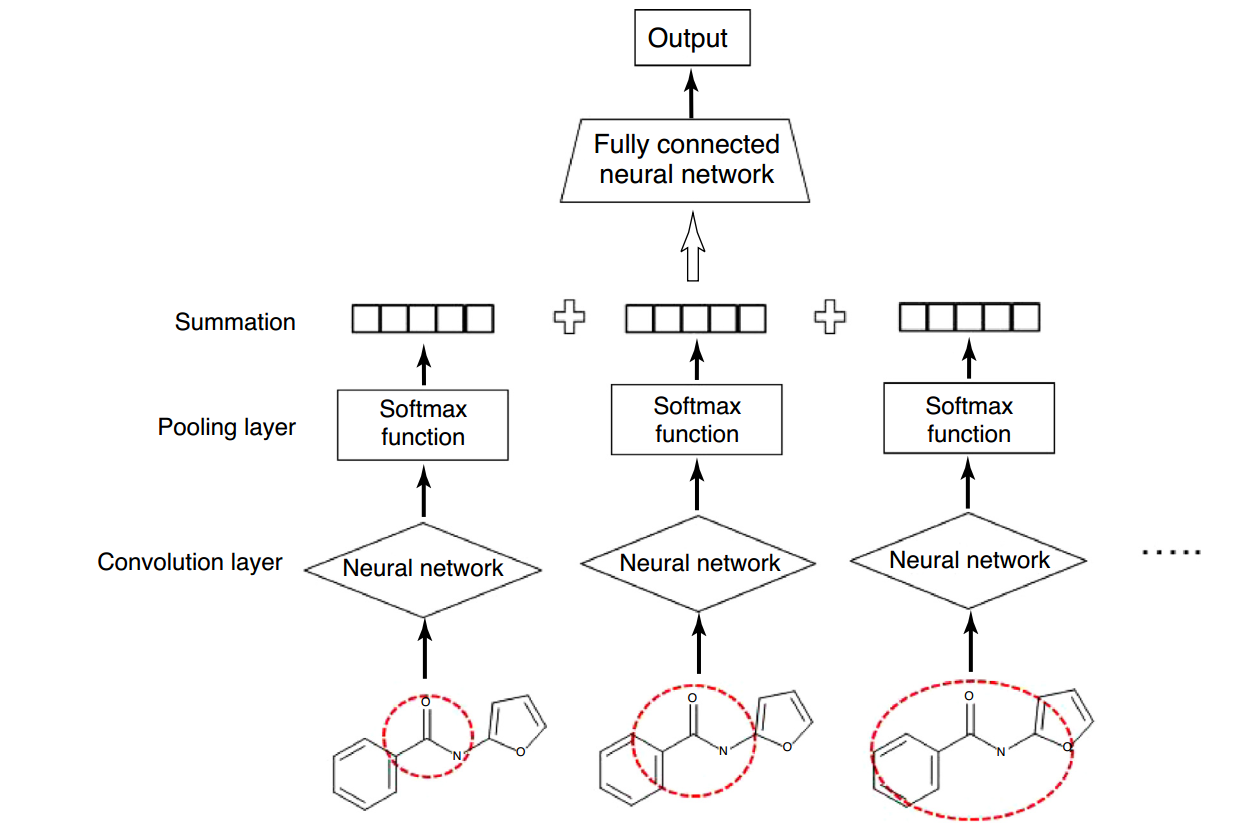 Output
Fully connected
neural network
Summation
Pooling layer
Softmax
function
Softmax
function
Softmax
function
Convolution layer
Neural network
Neural network
Neural network
.....
O
N
O
O
N
O
O
N
O